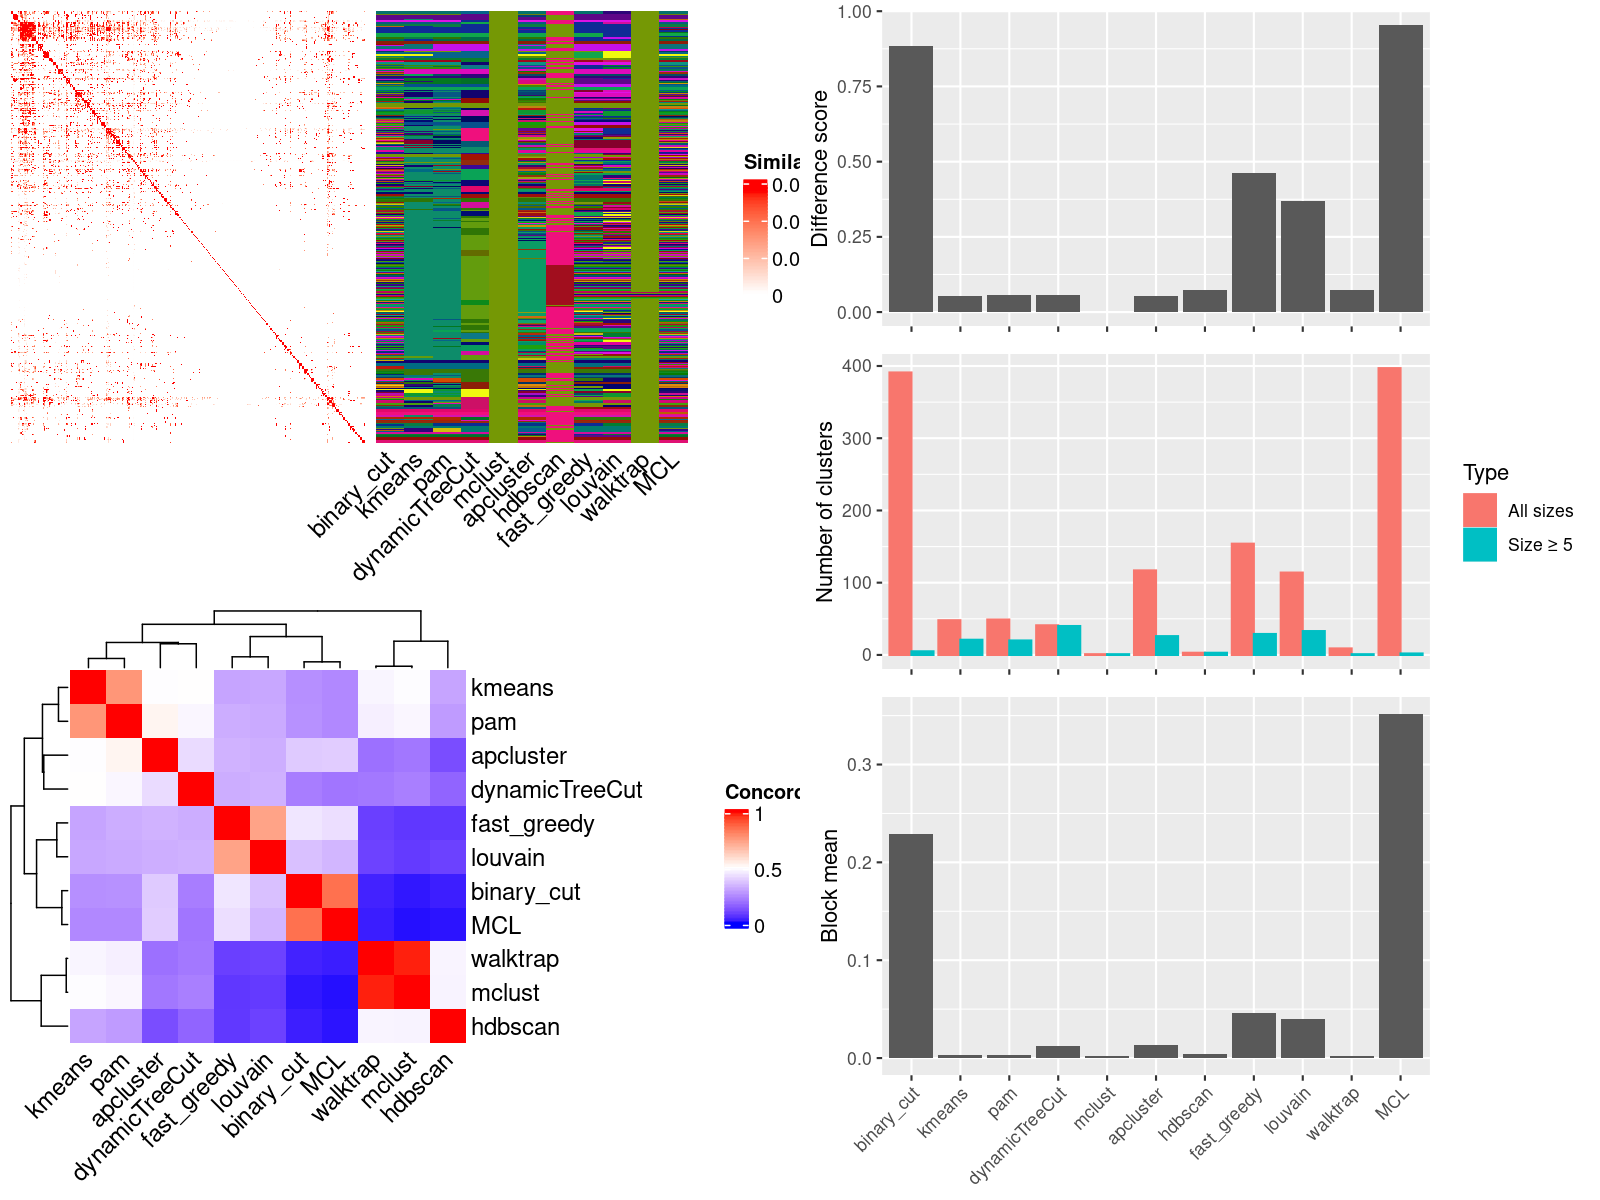 Simila
0.0
0.0
0.0
0
binary_cut
kmeans
pam
dynamicTreeCut
mclust
apcluster
hdbscan
fast_greedy
louvain
walktrap
MCL
kmeans
pam
apcluster
dynamicTreeCut
fast_greedy
louvain
binary_cut
MCL
walktrap
mclust
hdbscan
kmeans
pam
apcluster
dynamicTreeCut
fast_greedy
louvain
binary_cut
MCL
walktrap
mclust
hdbscan
Concord
1
0.5
0
Difference score
1.00
0.75
0.50
0.25
0.00
Number of clusters
400
300
200
100
0
Type
All sizes
Size ≥ 5
Block mean
0.3
0.2
0.1
0.0
binary_cut
kmeans
pam
dynamicTreeCut
mclust
apcluster
hdbscan
fast_greedy
louvain
walktrap
MCL